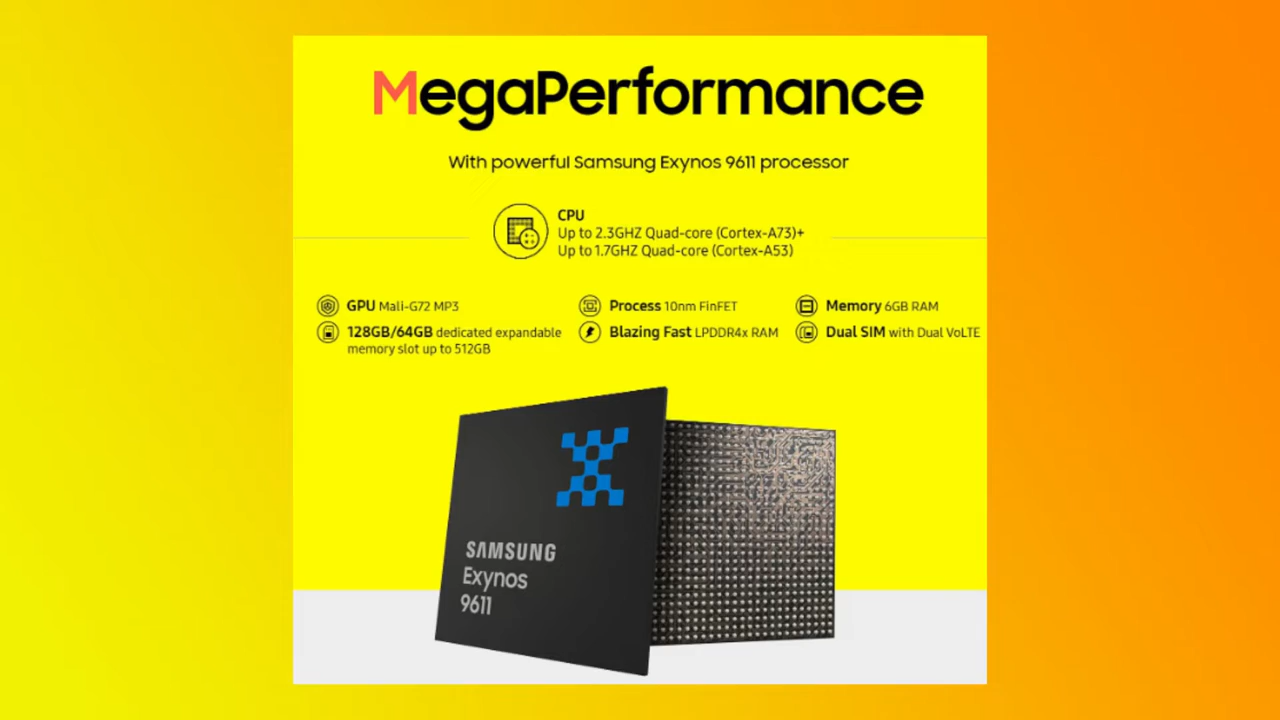 MegaPerformance
With powerful Samsung Exynos 9611 processor
CPU
Up to 2.3GHZ Quad-core (Cortex-A73)+
Up to 1.7GHZ Quad-core (Cortex-A53)
GPU Mali-G72 MP3
128GB/64GB dedicated expandable
memory slot up to 512GB
Process 10nm FinFET
Blazing Fast LPDDR4x RAM
Memory 6GB RAM
Dual SIM with Dual VoLTE
SAMSUNG
Exynos
9611